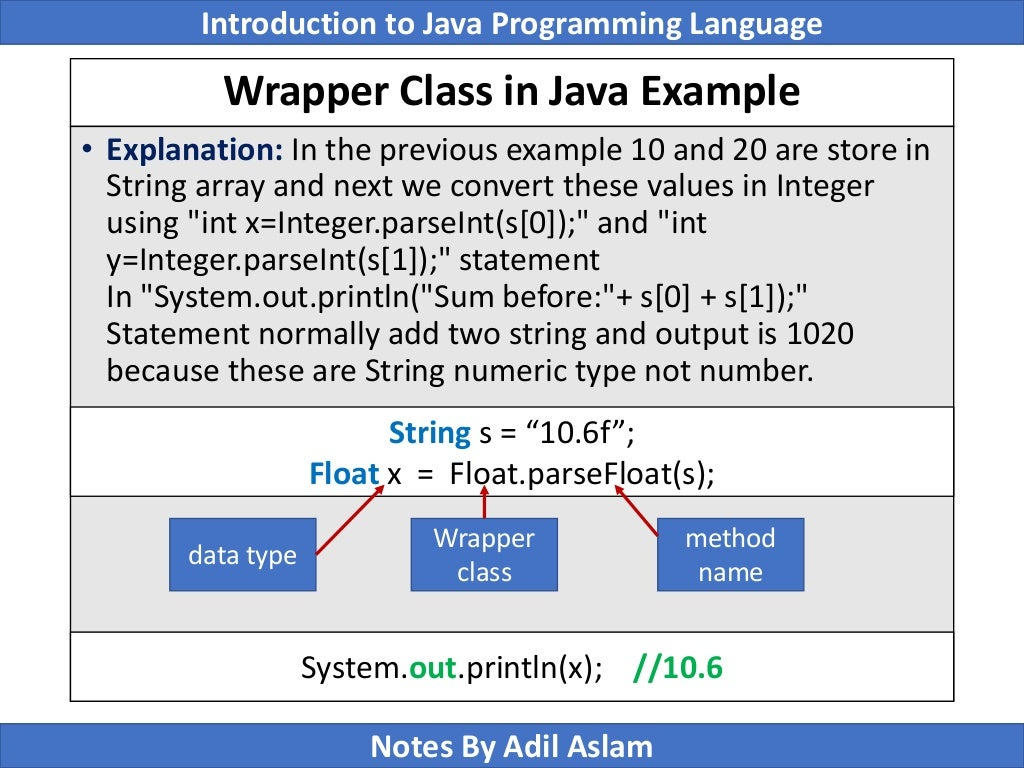 Introduction to Java Programming Language
Wrapper Class in Java Example
• Explanation: In the previous example 10 and 20 are store in
String array and next we convert these values in Integer
using "int x=Integer.parseInt(s[0]);" and "int
y=Integer.parseInt(s[1]);" statement
In "System.out.println("Sum before:"+ s[0] + s[1]);"
Statement normally add two string and output is 1020
because these are String numeric type not number.
String s = “10.6f”;
Float x = Float.parseFloat(s);
data type
Wrapper
class
method
name
System.out.println(x); //10.6
Notes By Adil Aslam